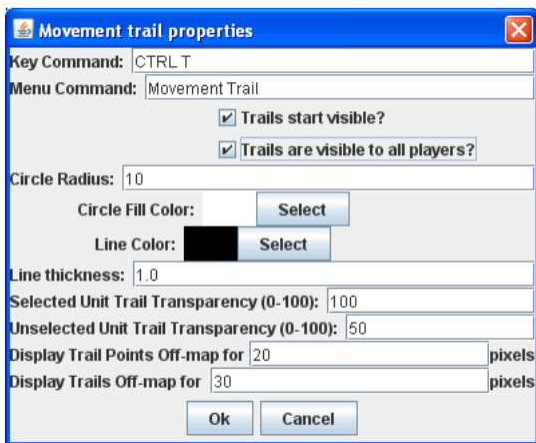 Movement trail properties
Key Command: CTRL T
Menu Command: Movement Trail
Trails start visible?
Trails are visible to all players?
Circle Radius: 10
Circle Fill Color: Select
Line Color: Select
Line thickness: 1.0
Selected Unit Trail Transparency (0-100): 100
Unselected Unit Trail Transparency (0-100): 50
Display Trail Points Off-map for 20 pixels
Display Trails Off-map for 30 pixels
Ok Cancel